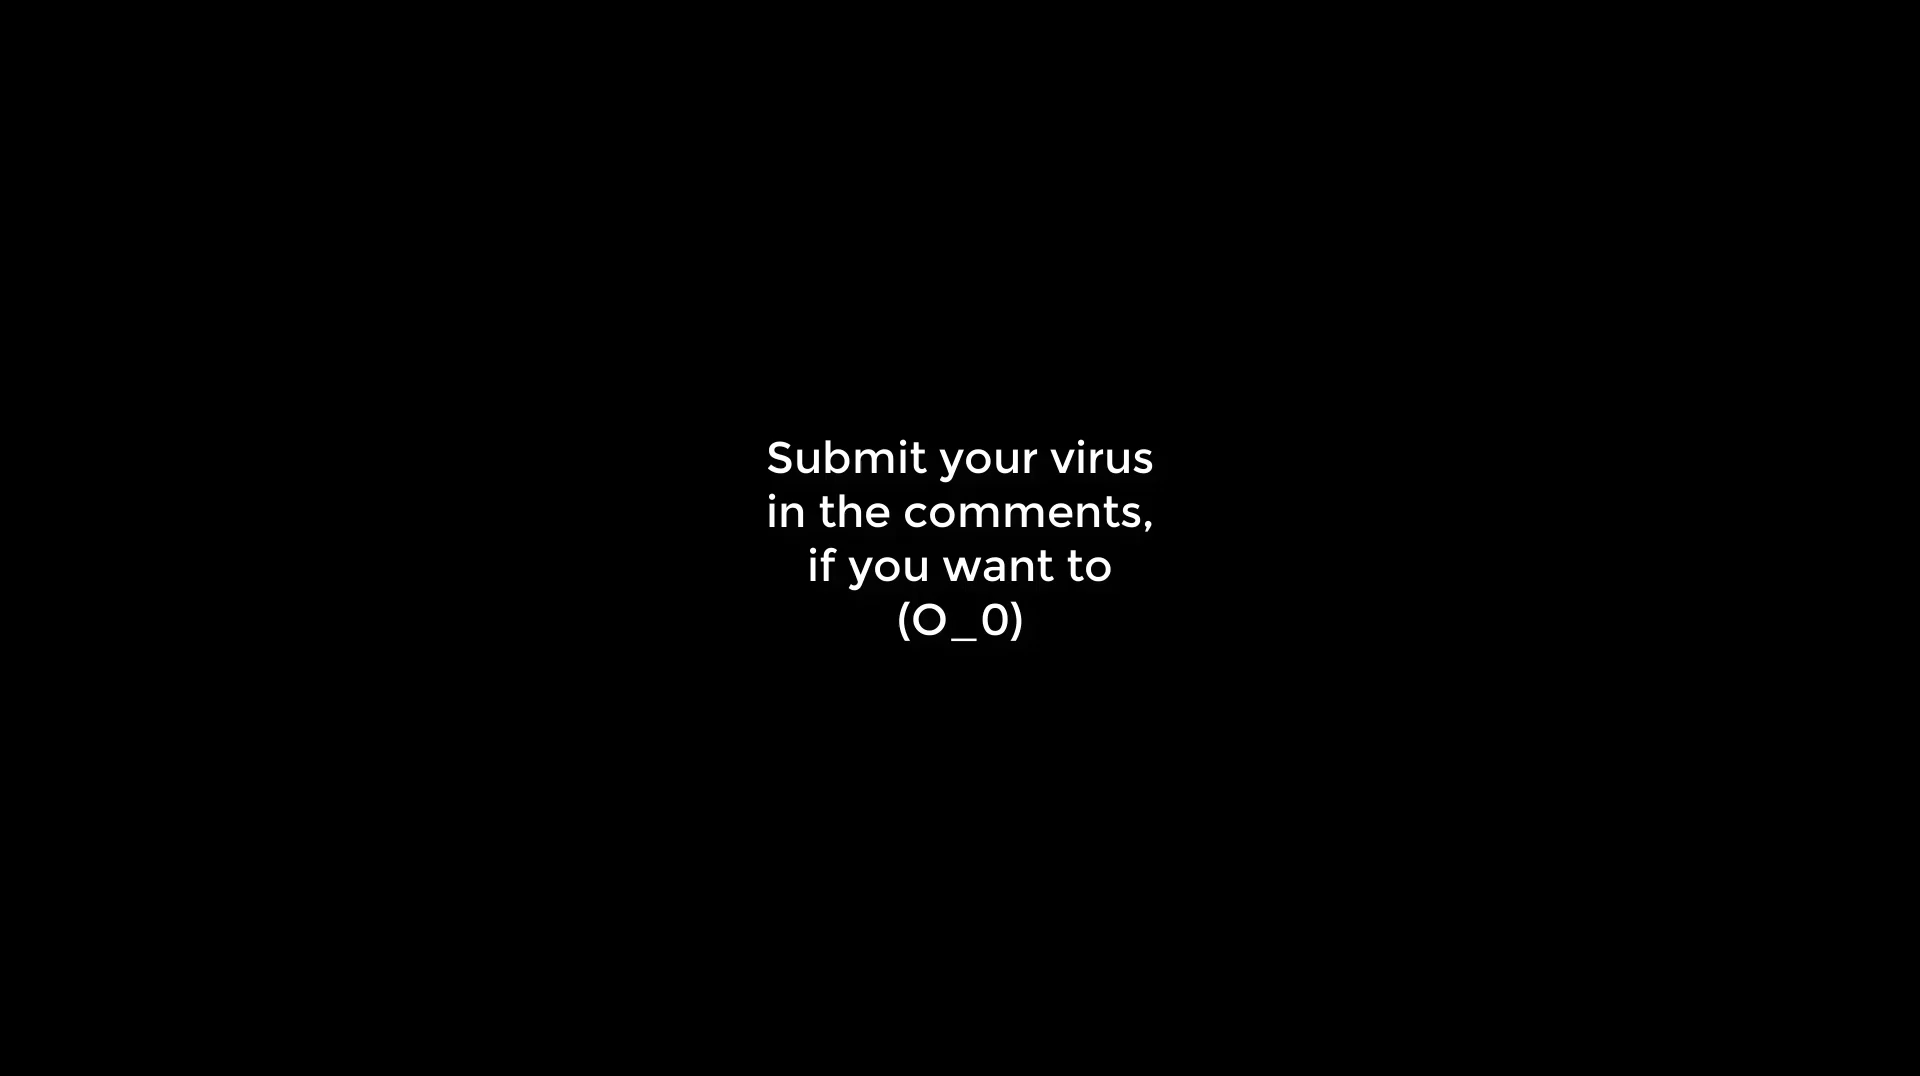 Submit your virus
in the comments,
if you want to
(O_0)